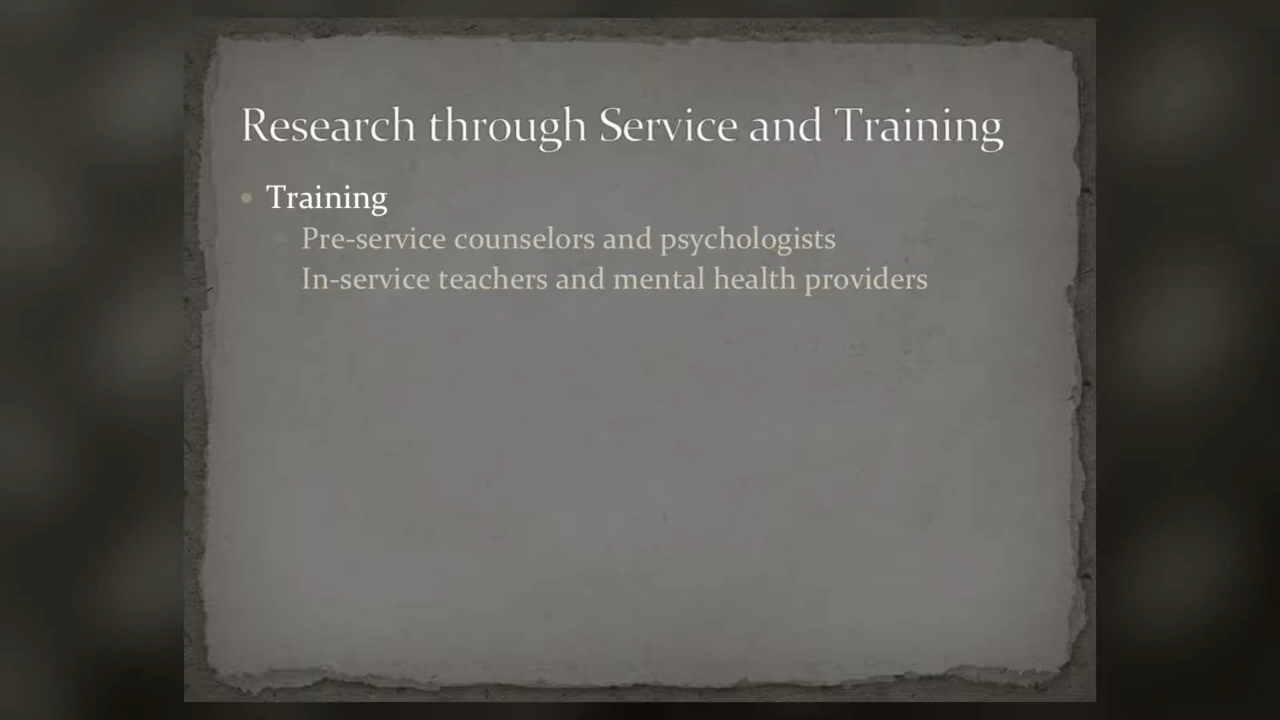 Research through Service and Training
• Training
Pre-service counselors and psychologists
In-service teachers and mental health providers